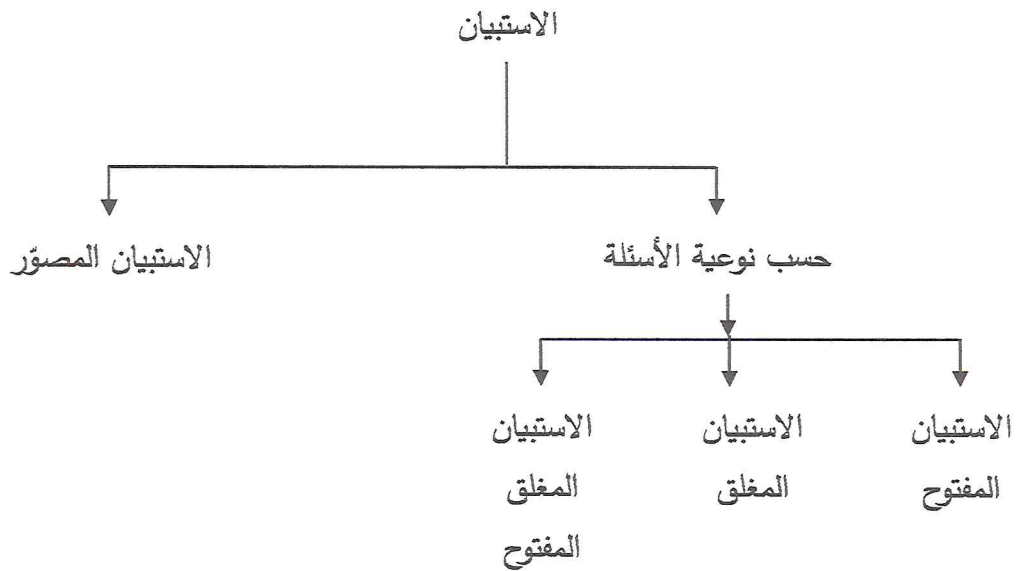 الاستبيان
حسب نوعية الأسئلة
الاستبيان المصوّر
الاستبيان
المفتوح
الاستبيان
المغلق
الاستبيان
المغلق
المفتوح